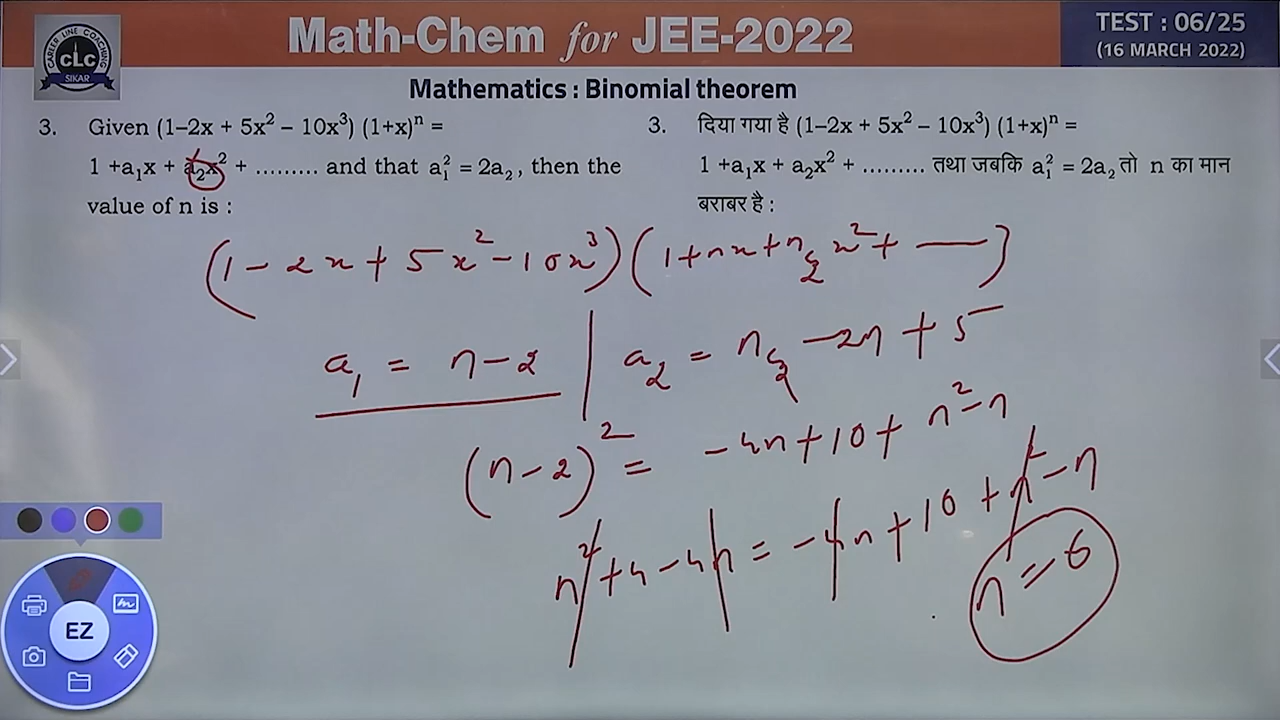 Math-Chem for JEE-2022
TEST : 06/25
(16 MARCH 2022)
CAREER LINE COACHING
CLC
SIKAR
Mathematics : Binomial theorem
3. Given (1–2x + 5x² – 10x³) (1+x)ⁿ =
1 +a₁x + a₂x² + ......... and that a₁² = 2a₂, then the
value of n is :
3. दिया गया है (1–2x + 5x² – 10x³) (1+x)ⁿ =
1 +a₁x + a₂x² + ......... तथा जबकि a₁² = 2a₂ तो n का मान
बराबर है :
(1 – 2x + 5x² – 10x³) (1 + nx + ⁿC₂ x² + —)
a₁ = n – 2 | a₂ = ⁿC₂ – 2n + 5
(n – 2)² = – 4n + 10 + n² – n
n² + 4 – 4n = – 4n + 10 + n² – n
n = 6
EZ